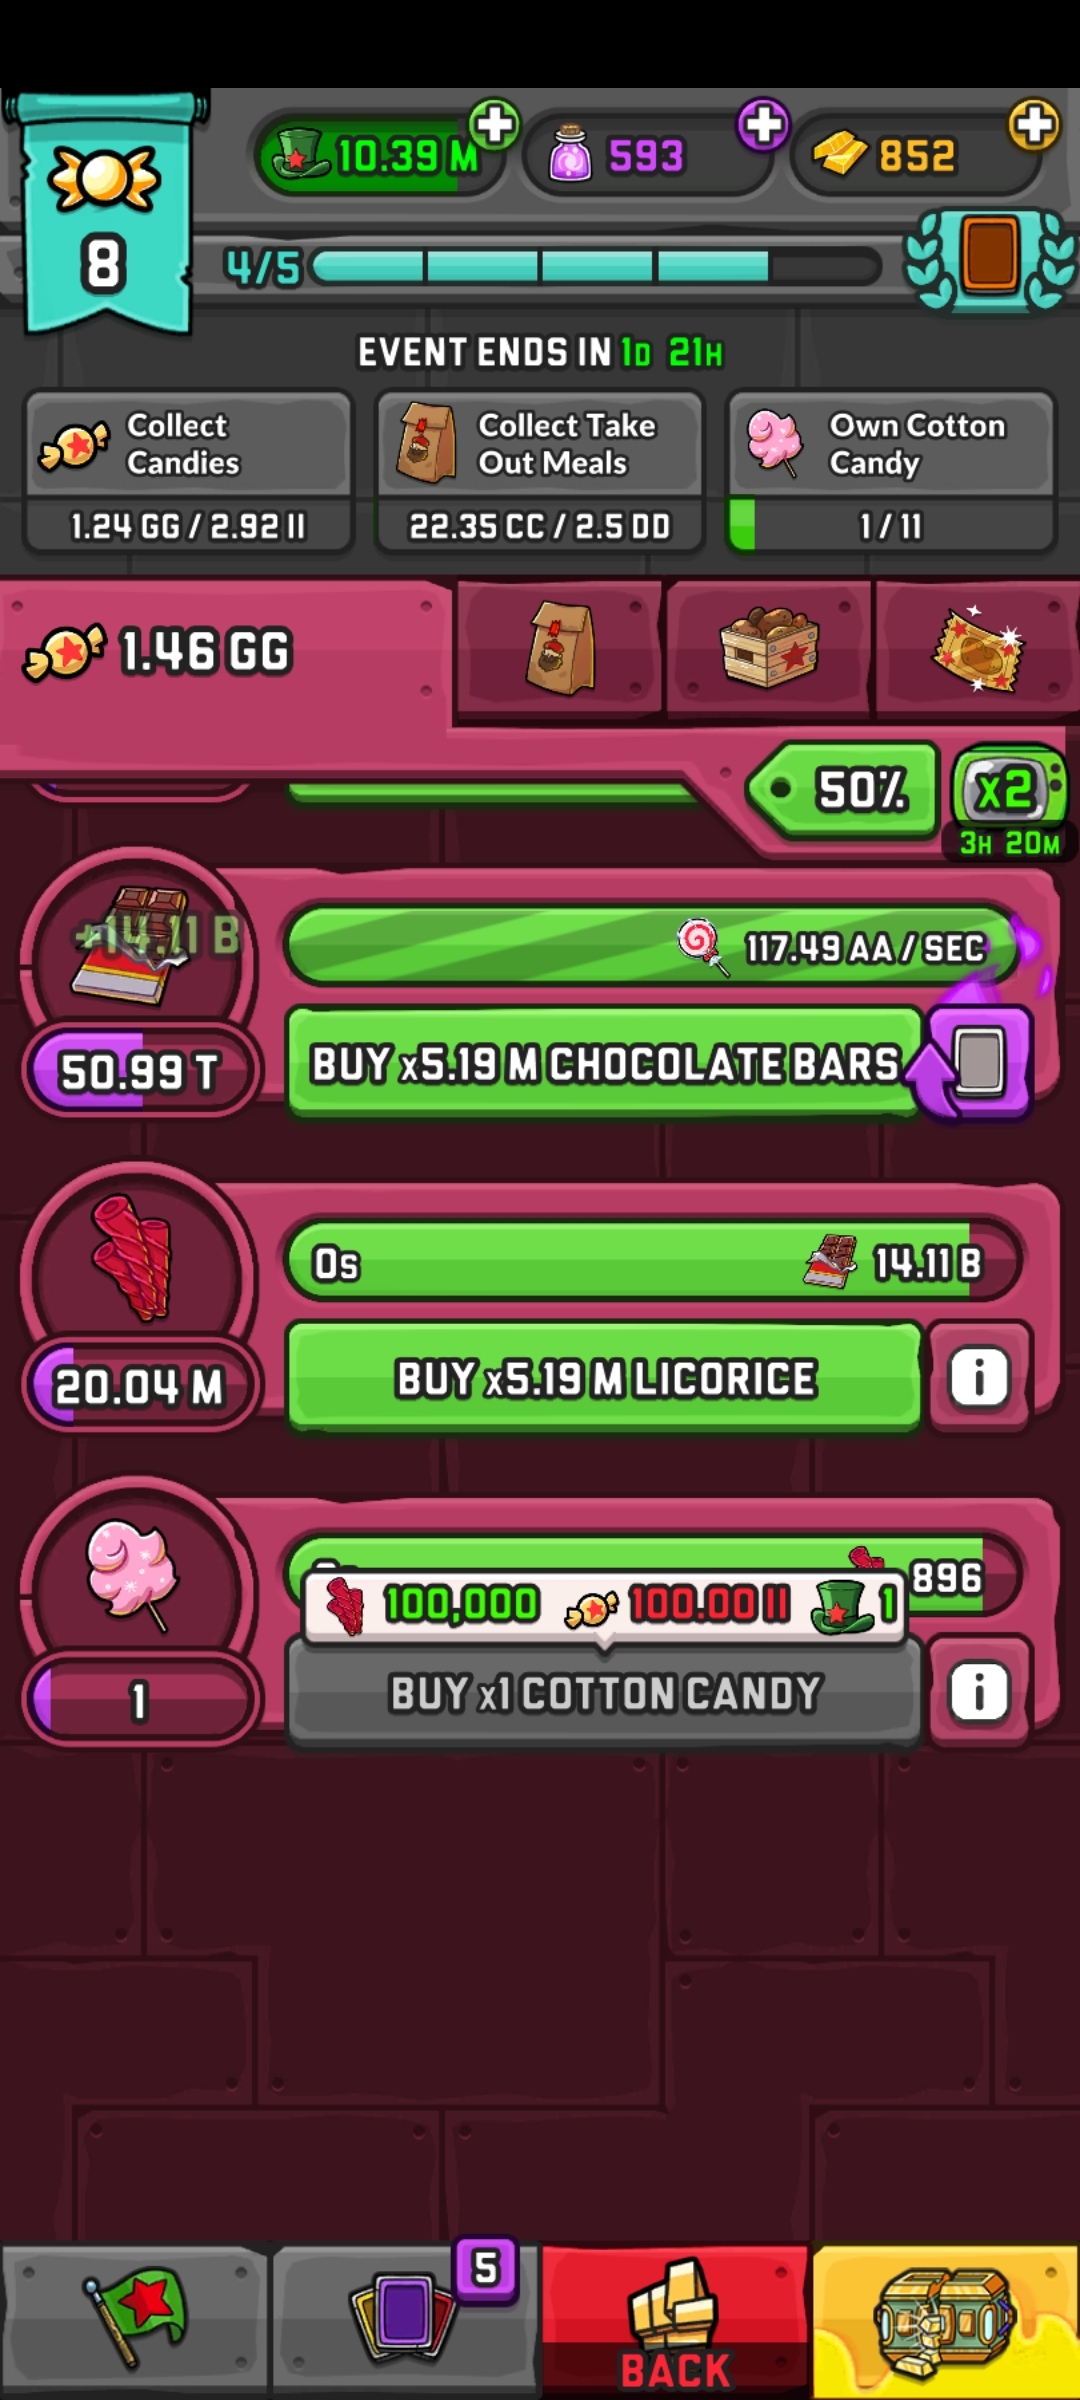 10.39 M
593
852
8
4/5
EVENT ENDS IN 1D 21H
Collect
Candies
1.24 GG / 2.92 II
Collect Take
Out Meals
22.35 CC / 2.5 DD
Own Cotton
Candy
1 / 11
1.46 GG
50%
x2
3H 20M
+14.11 B
117.49 AA / SEC
50.99 T
BUY x5.19 M CHOCOLATE BARS
0s
14.11 B
20.04 M
BUY x5.19 M LICORICE
i
896
100,000
100.00 II
1
1
BUY x1 COTTON CANDY
i
5
BACK